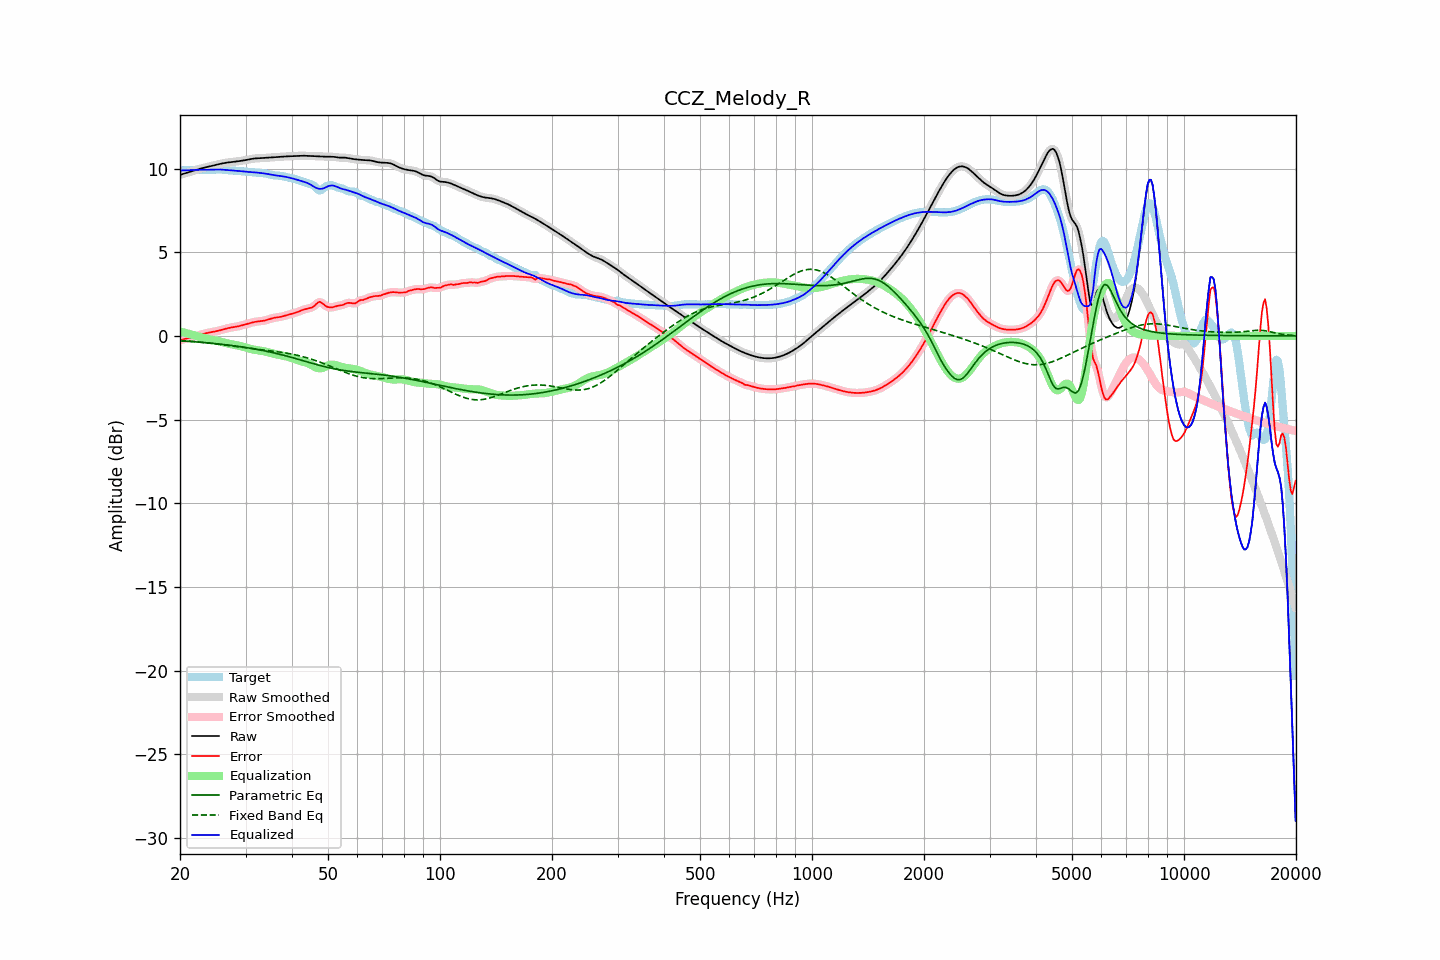 CCZ_Melody_R
Amplitude (dBr)
10
5
0
−5
−10
−15
−20
−25
−30
Target
Raw Smoothed
Error Smoothed
Raw
Error
Equalization
Parametric Eq
Fixed Band Eq
Equalized
20 50 100 200 500 1000 2000 5000 10000 20000
Frequency (Hz)